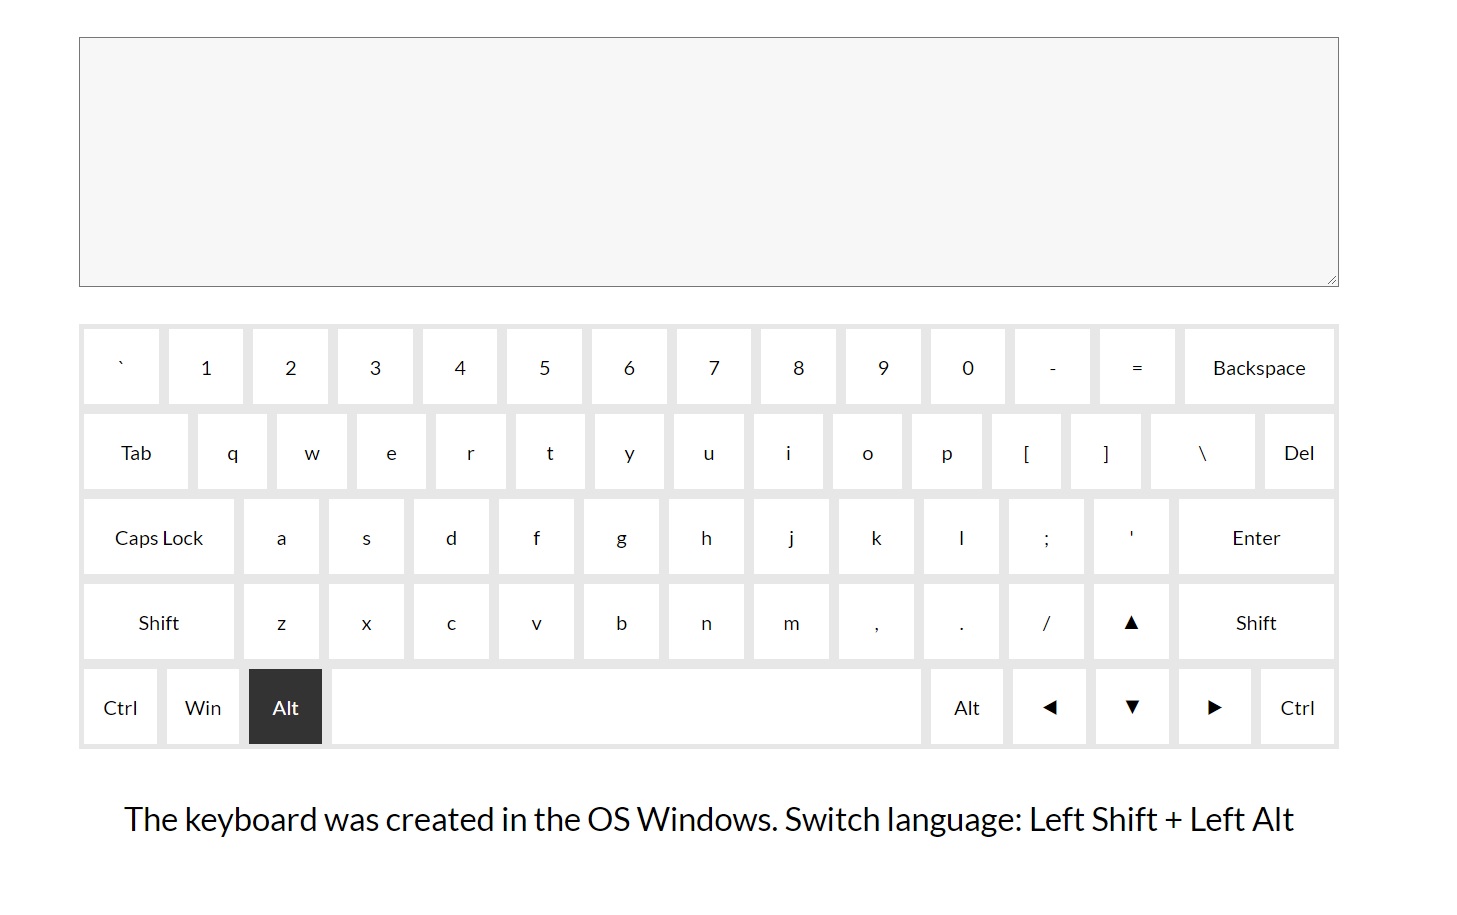 ` 1 2 3 4 5 6 7 8 9 0 - = Backspace
Tab q w e r t y u i o p [ ] \ Del
Caps Lock a s d f g h j k l ; ' Enter
Shift z x c v b n m , . / ▲ Shift
Ctrl Win Alt Alt ◄ ▼ ► Ctrl
The keyboard was created in the OS Windows. Switch language: Left Shift + Left Alt